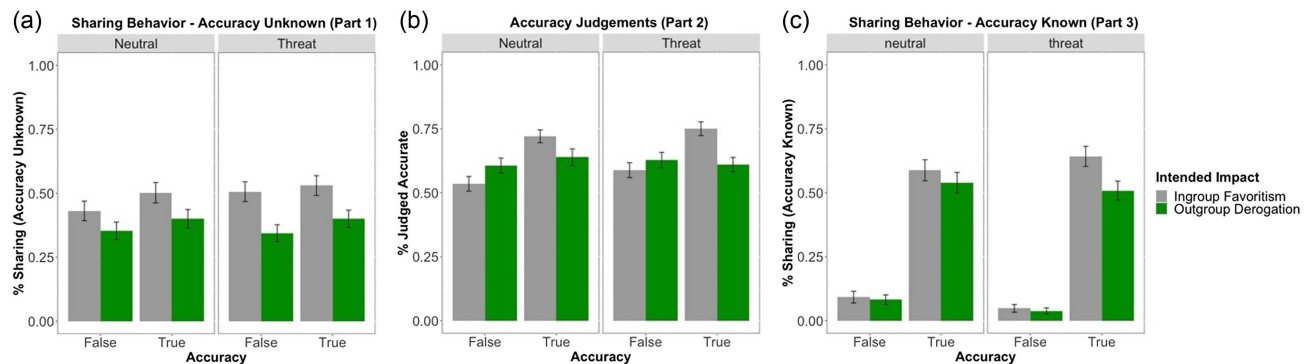 (a)
Sharing Behavior - Accuracy Unknown (Part 1)
Neutral
Threat
% Sharing (Accuracy Unknown)
1.00
0.75
0.50
0.25
0.00
False
True
False
True
Accuracy
(b)
Accuracy Judgements (Part 2)
Neutral
Threat
% Judged Accurate
1.00
0.75
0.50
0.25
0.00
False
True
False
True
Accuracy
(c)
Sharing Behavior - Accuracy Known (Part 3)
neutral
threat
% Sharing (Accuracy Known)
1.00
0.75
0.50
0.25
0.00
False
True
False
True
Accuracy
Intended Impact
Ingroup Favoritism
Outgroup Derogation